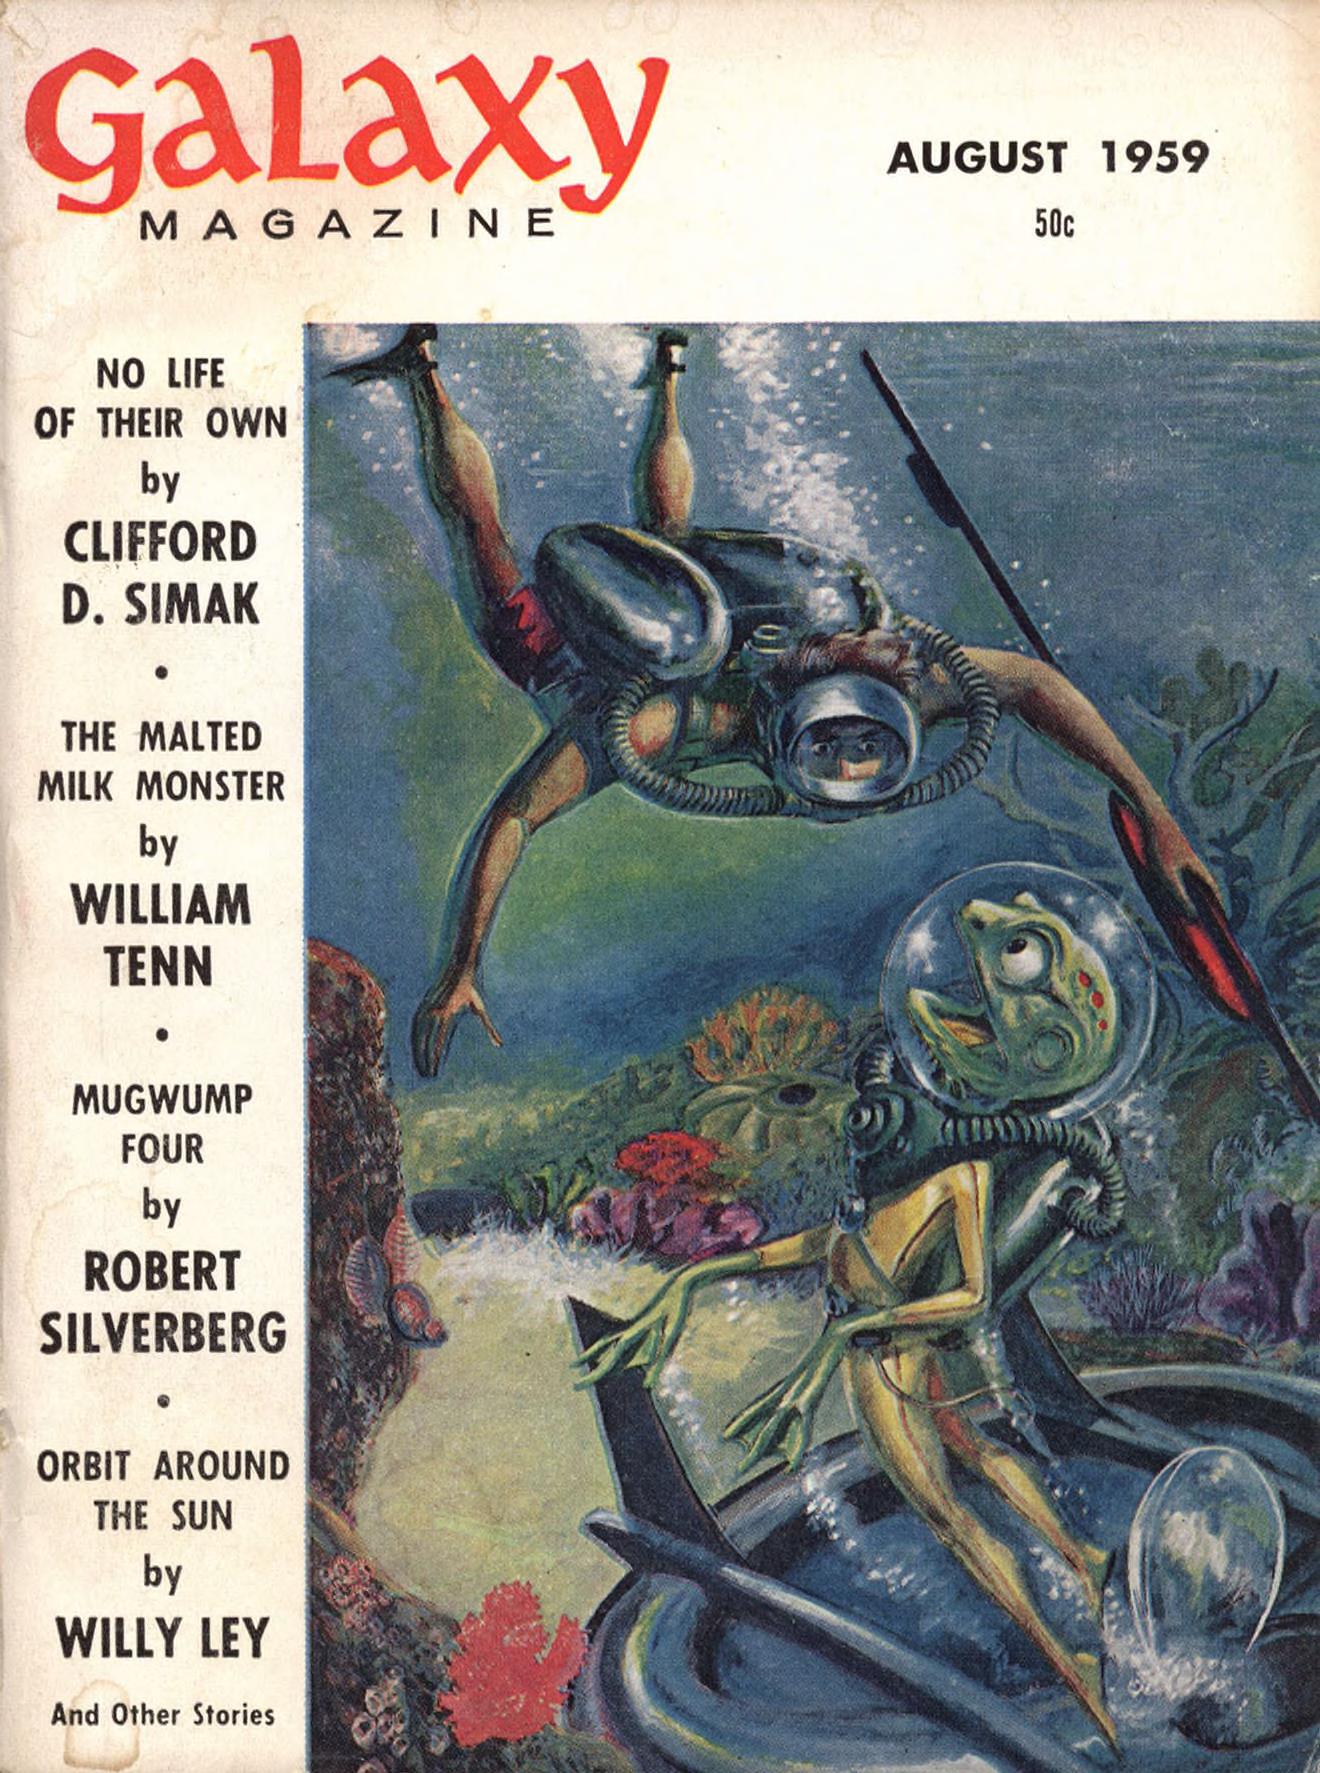 Galaxy
MAGAZINE
AUGUST 1959
50c
NO LIFE
OF THEIR OWN
by
CLIFFORD
D. SIMAK
•
THE MALTED
MILK MONSTER
by
WILLIAM
TENN
•
MUGWUMP
FOUR
by
ROBERT
SILVERBERG
•
ORBIT AROUND
THE SUN
by
WILLY LEY
And Other Stories